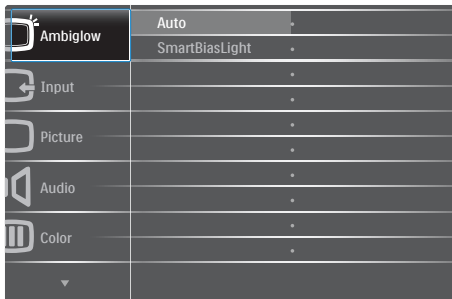 Ambiglow
Auto
SmartBiasLight
Input
Picture
Audio
Color